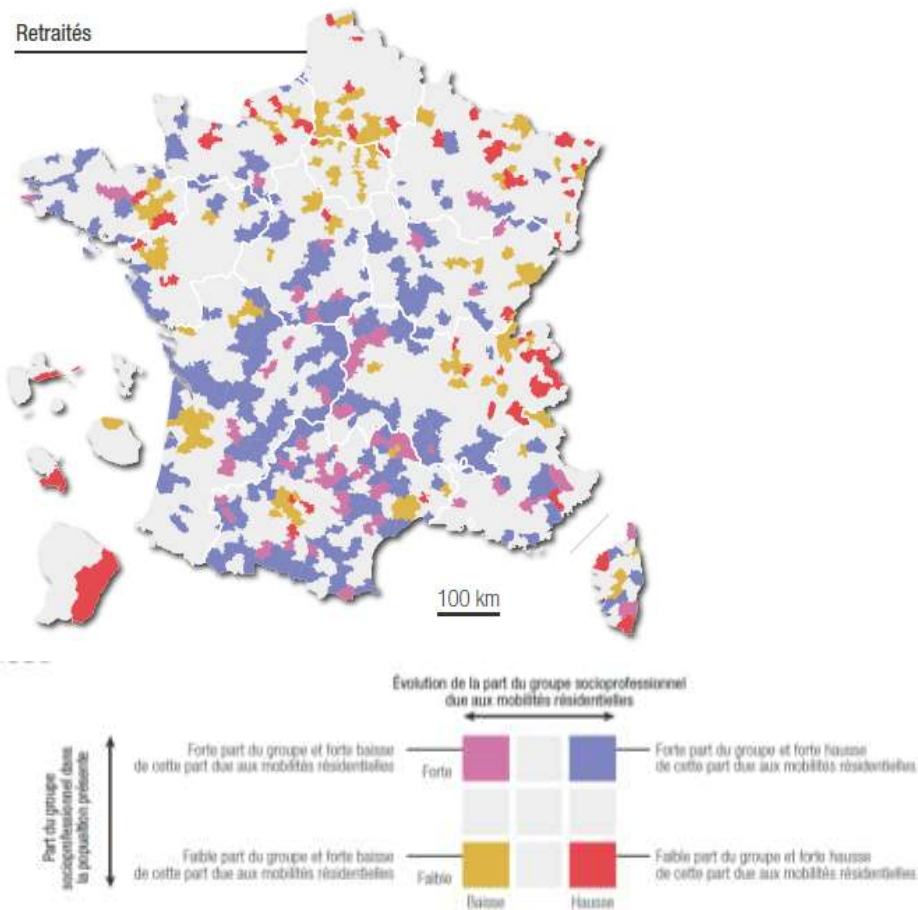 Retraités
100 km
Évolution de la part du groupe socioprofessionnel
due aux mobilités résidentielles
Part du groupe
socioprofessionnel dans
la population présente
Forte part du groupe et forte baisse
de cette part due aux mobilités résidentielles
Forte
Forte part du groupe et forte hausse
de cette part due aux mobilités résidentielles
Faible part du groupe et forte baisse
de cette part due aux mobilités résidentielles
Faible
Faible part du groupe et forte hausse
de cette part due aux mobilités résidentielles
Baisse
Hausse